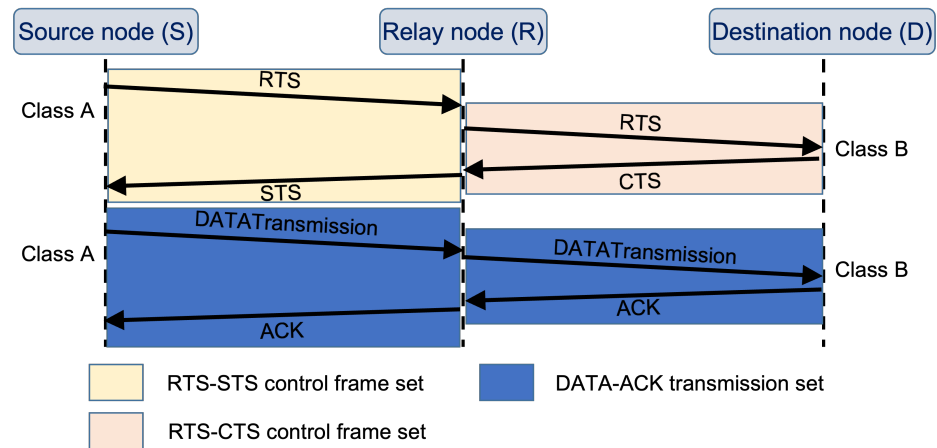 Source node (S)
Relay node (R)
Destination node (D)
RTS
Class A
RTS
Class B
CTS
STS
DATATransmission
Class A
DATATransmission
Class B
ACK
ACK
RTS-STS control frame set
DATA-ACK transmission set
RTS-CTS control frame set